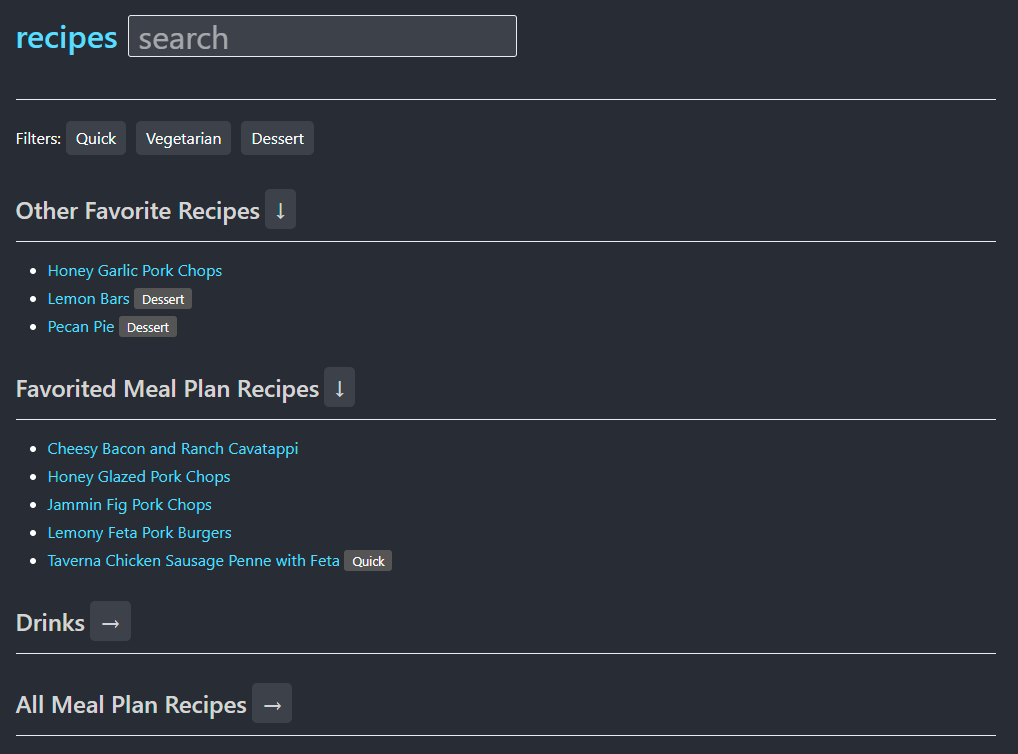 recipes search
Filters: Quick Vegetarian Dessert
Other Favorite Recipes ↓
Honey Garlic Pork Chops
Lemon Bars Dessert
Pecan Pie Dessert
Favorited Meal Plan Recipes ↓
Cheesy Bacon and Ranch Cavatappi
Honey Glazed Pork Chops
Jammin Fig Pork Chops
Lemony Feta Pork Burgers
Taverna Chicken Sausage Penne with Feta Quick
Drinks →
All Meal Plan Recipes →